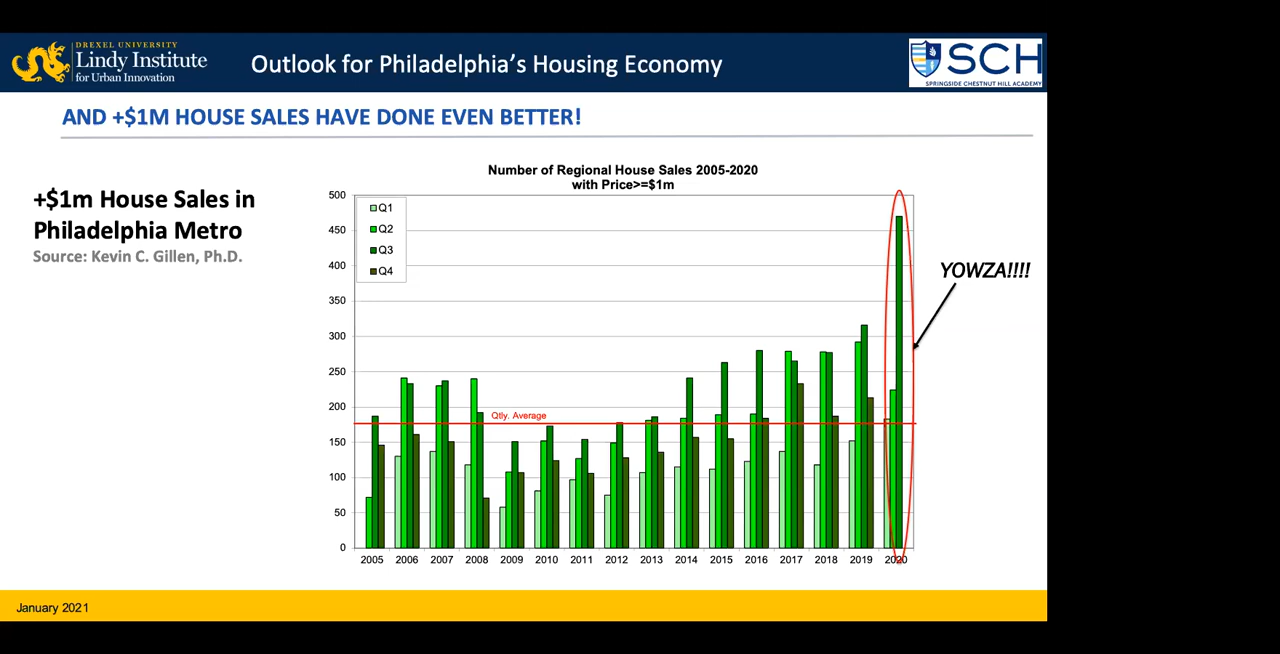 DREXEL UNIVERSITY
Lindy Institute
for Urban Innovation
Outlook for Philadelphia's Housing Economy
SCH
SPRINGSIDE CHESTNUT HILL ACADEMY
AND +$1M HOUSE SALES HAVE DONE EVEN BETTER!
+$1m House Sales in
Philadelphia Metro
Source: Kevin C. Gillen, Ph.D.
Number of Regional House Sales 2005-2020
with Price>=$1m
500
450
400
350
300
250
200
150
100
50
0
Q1
Q2
Q3
Q4
Qtly. Average
YOWZA!!!!
2005 2006 2007 2008 2009 2010 2011 2012 2013 2014 2015 2016 2017 2018 2019 2020
January 2021